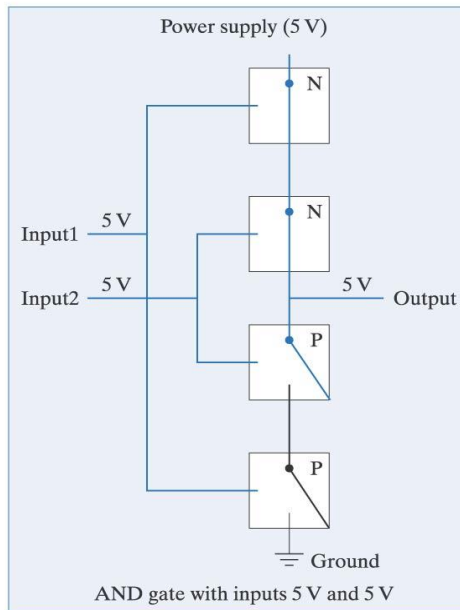 Power supply (5 V)
N
N
5 V
Input1
5 V
Input2
5 V
Output
P
P
Ground
AND gate with inputs 5 V and 5 V